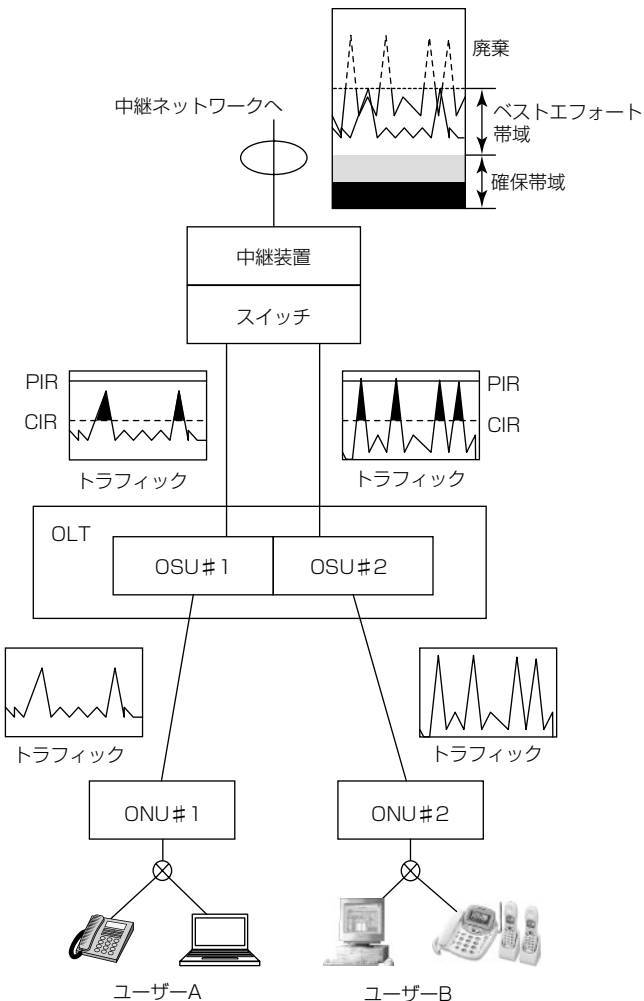 廃棄
中継ネットワークへ
ベストエフォート
帯域
確保帯域
中継装置
スイッチ
PIR
CIR
トラフィック
PIR
CIR
トラフィック
OLT
OSU#1
OSU#2
トラフィック
トラフィック
ONU#1
ONU#2
ユーザーA
ユーザーB